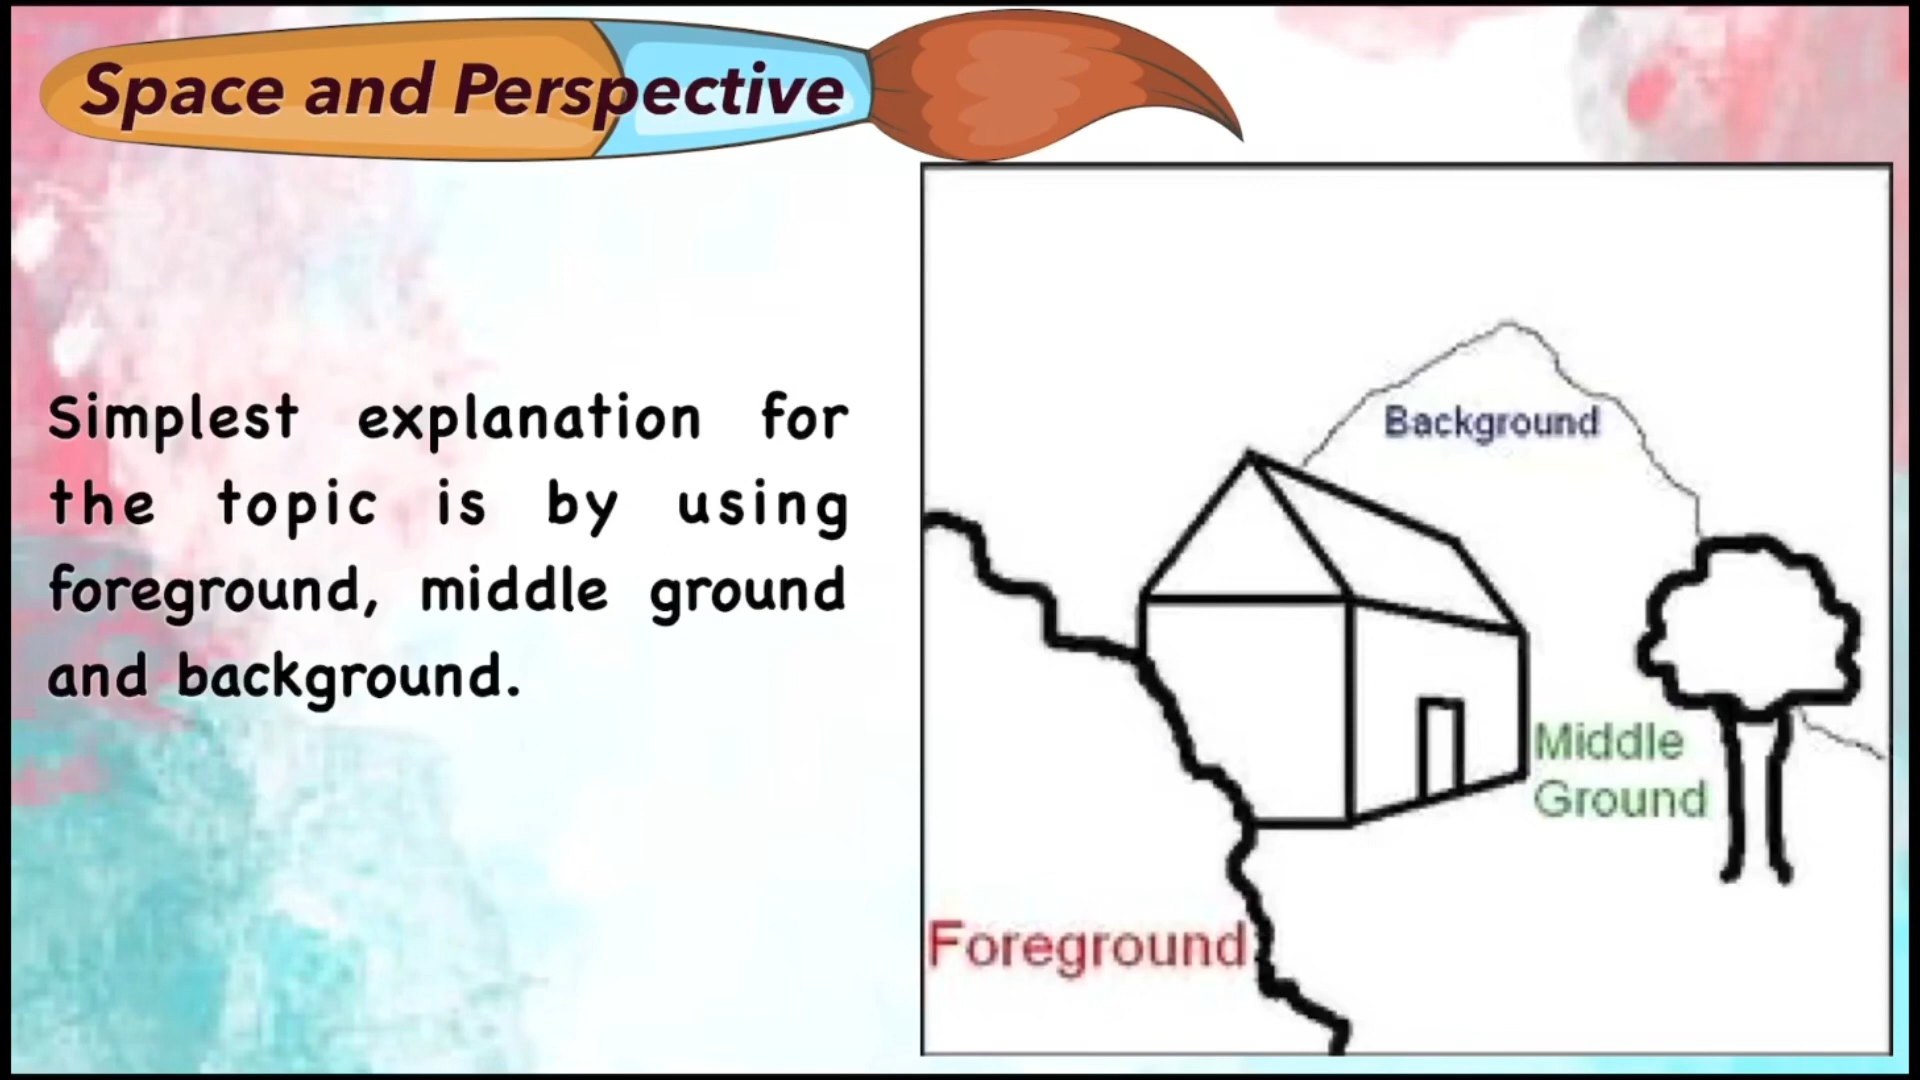 Space and Perspective
Simplest explanation for
the topic is by using
foreground, middle ground
and background.
Background
Middle
Ground
Foreground